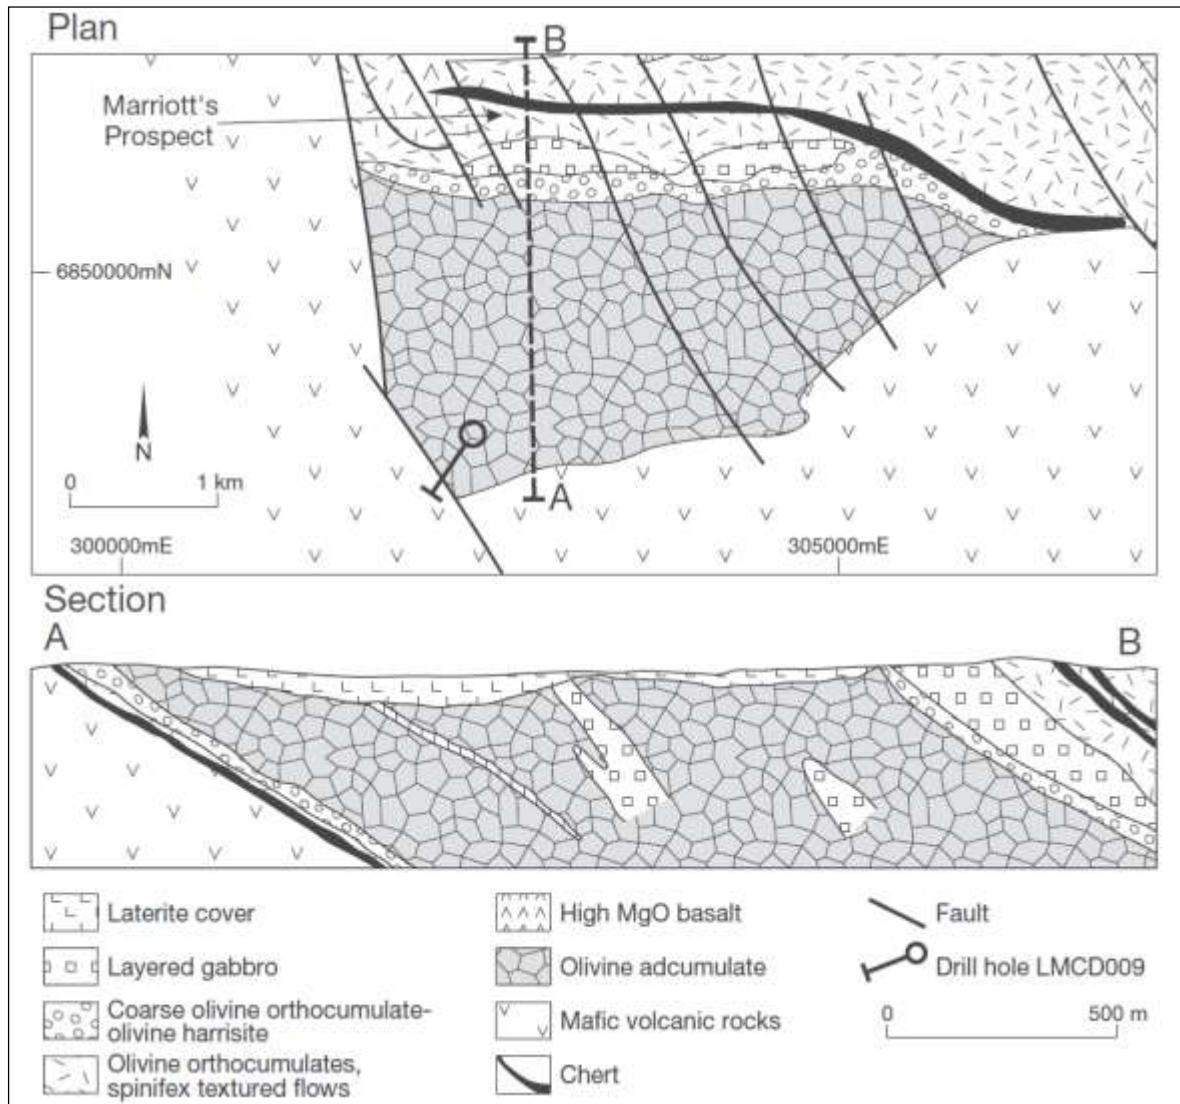 Plan
B
Marriott's
Prospect
6850000mN
N
0 1 km
A
300000mE 305000mE
Section
A B
Laterite cover
Layered gabbro
Coarse olivine orthocumulate-
olivine harrisite
Olivine orthocumulates,
spinifex textured flows
High MgO basalt
Olivine adcumulate
Mafic volcanic rocks
Chert
Fault
Drill hole LMCD009
0 500 m